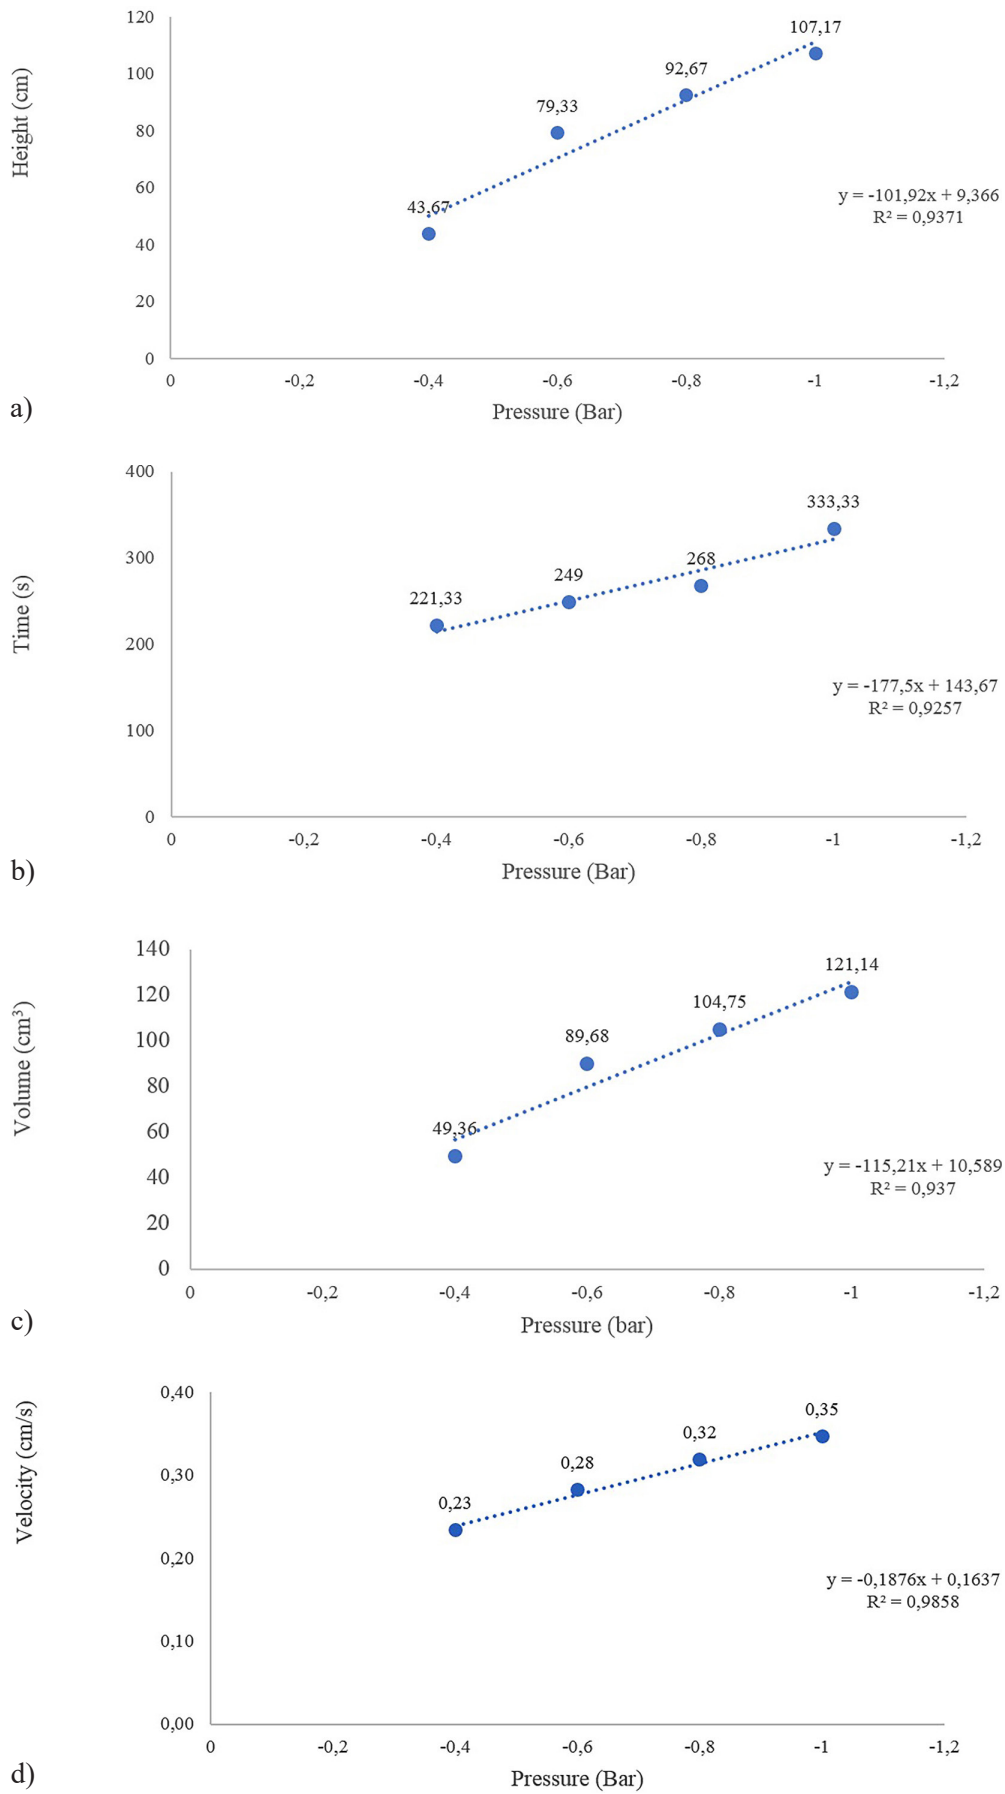 120
107,17
100
92,67
Height (cm)
79,33
80
60
y = -101,92x + 9,366
43,67
R² = 0,9371
40
20
0
0 -0,2 -0,4 -0,6 -0,8 -1 -1,2
a)
Pressure (Bar)
400
333,33
300
268
249
Time (s)
221,33
200
y = -177,5x + 143,67
R² = 0,9257
100
0
0 -0,2 -0,4 -0,6 -0,8 -1 -1,2
b)
Pressure (Bar)
140
121,14
120
104,75
100
89,68
Volume (cm³)
80
60
49,36
y = -115,21x + 10,589
40
R² = 0,937
20
0
0 -0,2 -0,4 -0,6 -0,8 -1 -1,2
c)
Pressure (bar)
0,40
0,35
0,32
Velocity (cm/s)
0,28
0,30
0,23
0,20
y = -0,1876x + 0,1637
R² = 0,9858
0,10
0,00
0 -0,2 -0,4 -0,6 -0,8 -1 -1,2
d)
Pressure (Bar)